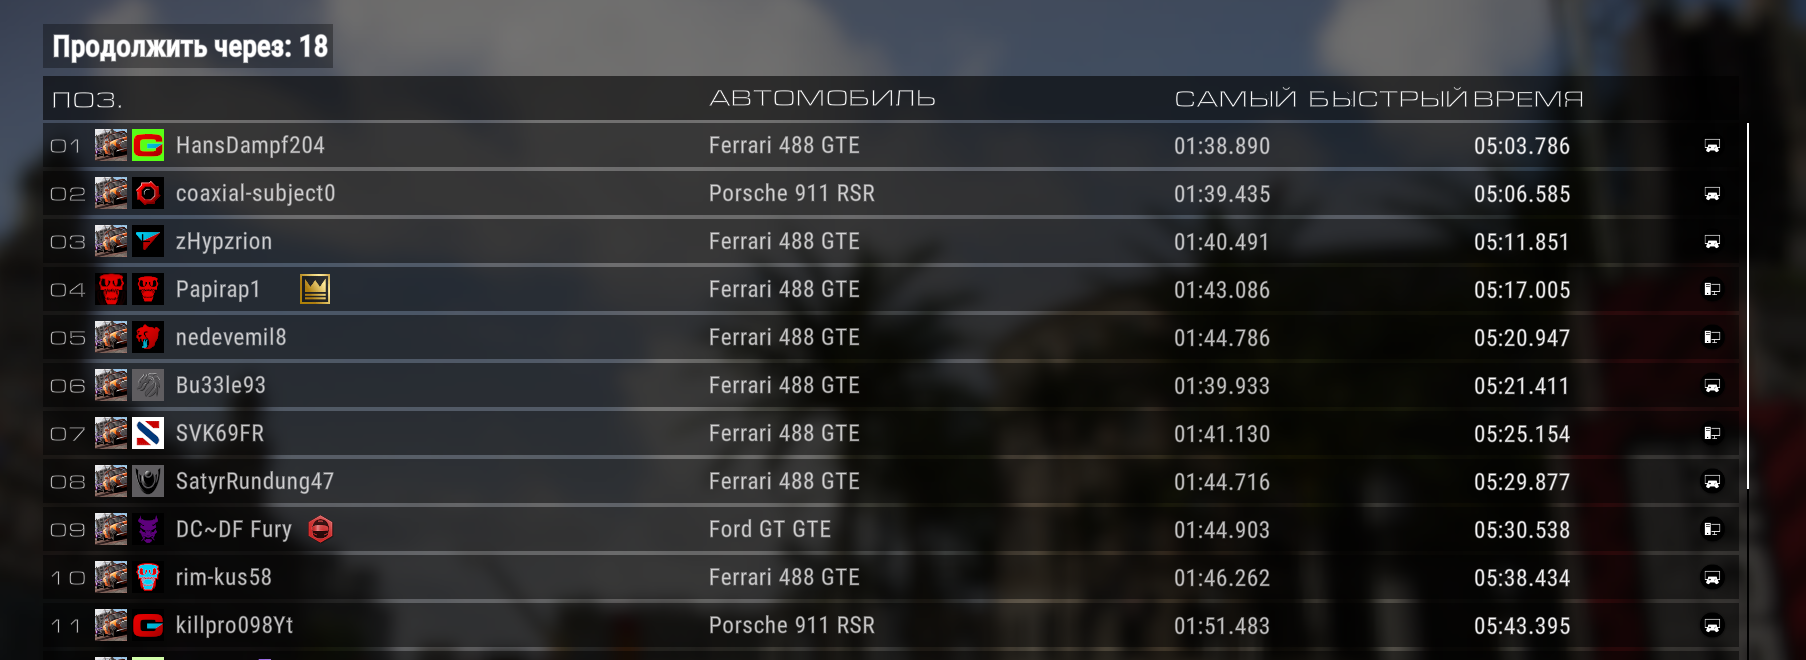 Продолжить через: 18
ПОЗ. АВТОМОБИЛЬ САМЫЙ БЫСТРЫЙ ВРЕМЯ
01 HansDampf204 Ferrari 488 GTE 01:38.890 05:03.786
02 coaxial-subject0 Porsche 911 RSR 01:39.435 05:06.585
03 zHypzrion Ferrari 488 GTE 01:40.491 05:11.851
04 Papirap1 Ferrari 488 GTE 01:43.086 05:17.005
05 nedevemil8 Ferrari 488 GTE 01:44.786 05:20.947
06 Bu33le93 Ferrari 488 GTE 01:39.933 05:21.411
07 SVK69FR Ferrari 488 GTE 01:41.130 05:25.154
08 SatyrRundung47 Ferrari 488 GTE 01:44.716 05:29.877
09 DC~DF Fury Ford GT GTE 01:44.903 05:30.538
10 rim-kus58 Ferrari 488 GTE 01:46.262 05:38.434
11 killpro098Yt Porsche 911 RSR 01:51.483 05:43.395